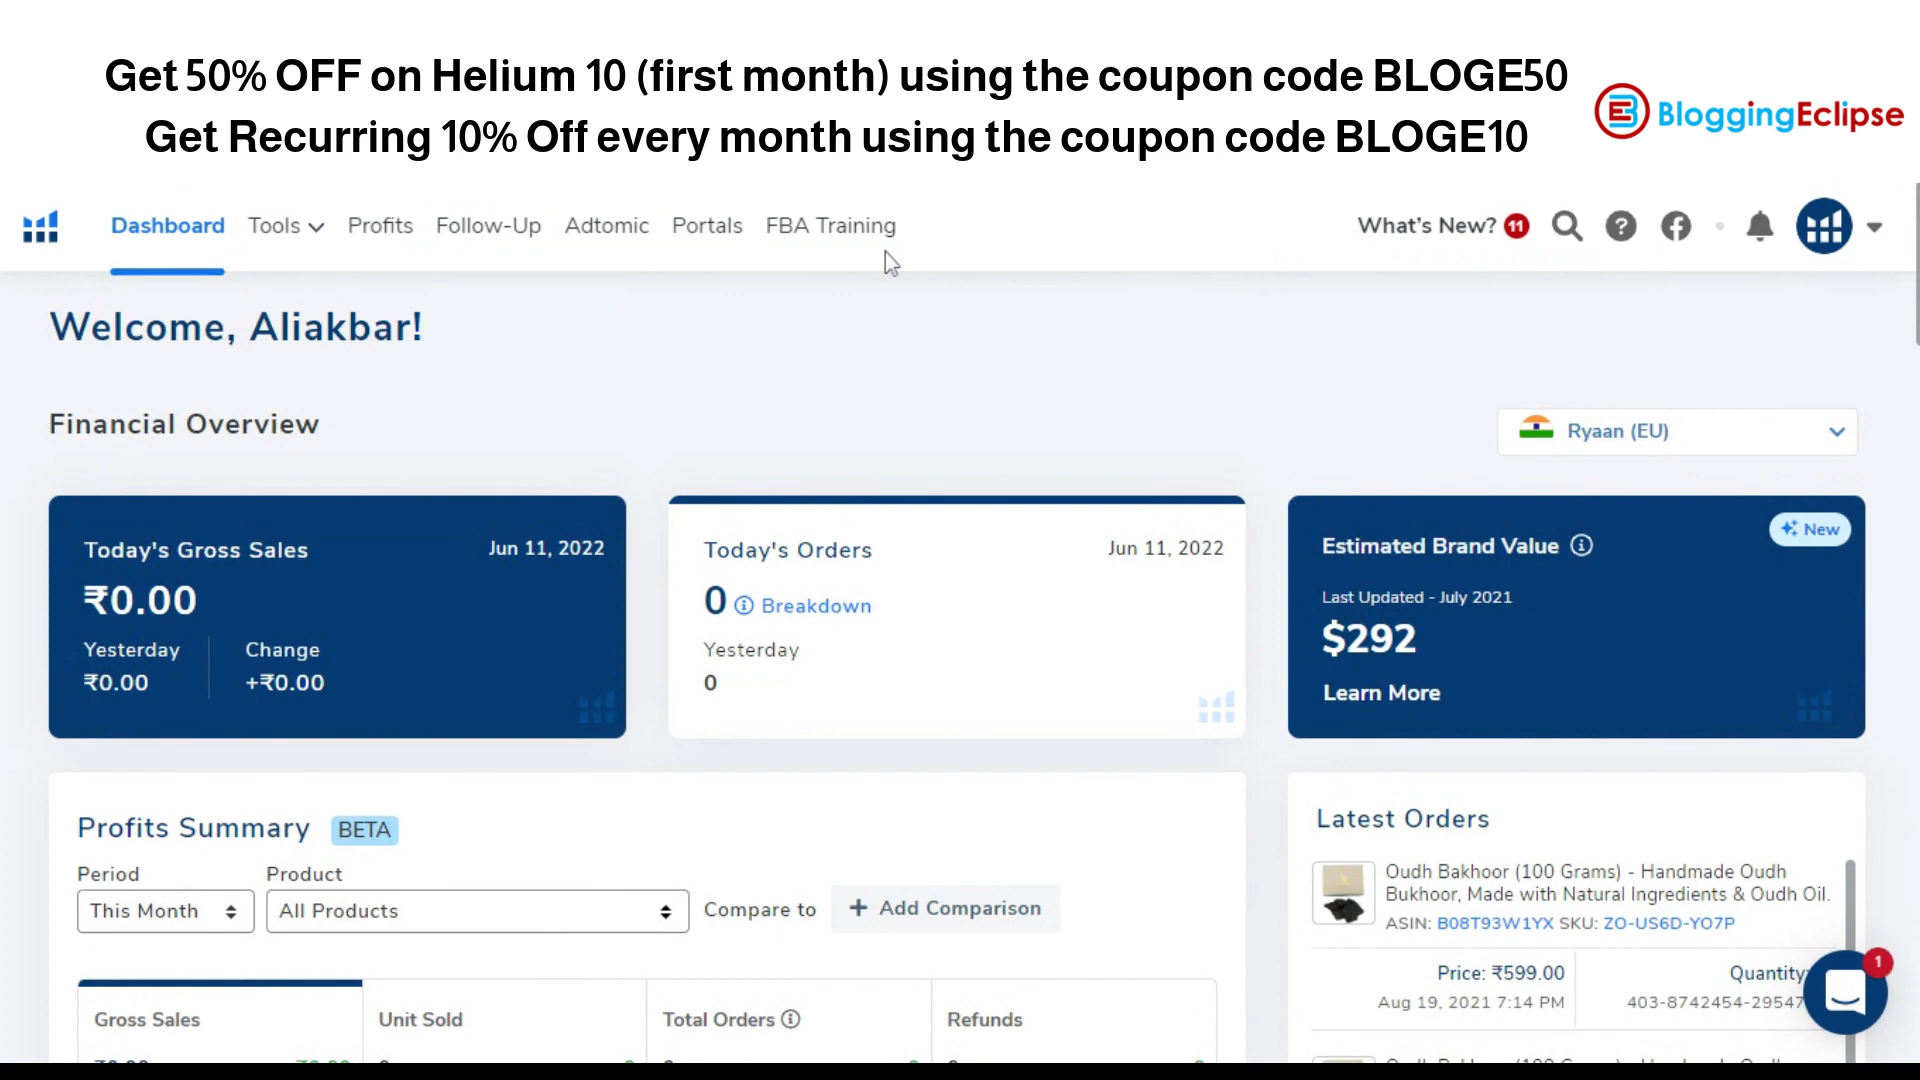 Get 50% OFF on Helium 10 (first month) using the coupon code BLOGE50
Get Recurring 10% Off every month using the coupon code BLOGE10
BloggingEclipse
Dashboard Tools Profits Follow-Up Adtomic Portals FBA Training What's New? 11
Welcome, Aliakbar!
Financial Overview
Ryaan (EU)
Today's Gross Sales Jun 11, 2022
₹0.00
Yesterday Change
₹0.00 +₹0.00
Today's Orders Jun 11, 2022
0 Breakdown
Yesterday
0
New
Estimated Brand Value
Last Updated - July 2021
$292
Learn More
Profits Summary BETA
Period Product
This Month All Products Compare to + Add Comparison
Gross Sales Unit Sold Total Orders Refunds
Latest Orders
Oudh Bakhoor (100 Grams) - Handmade Oudh
Bukhoor, Made with Natural Ingredients & Oudh Oil.
ASIN: B08T93W1YX SKU: ZO-US6D-YO7P
Price: ₹599.00 Quantity:
Aug 19, 2021 7:14 PM 403-8742454-29547
1